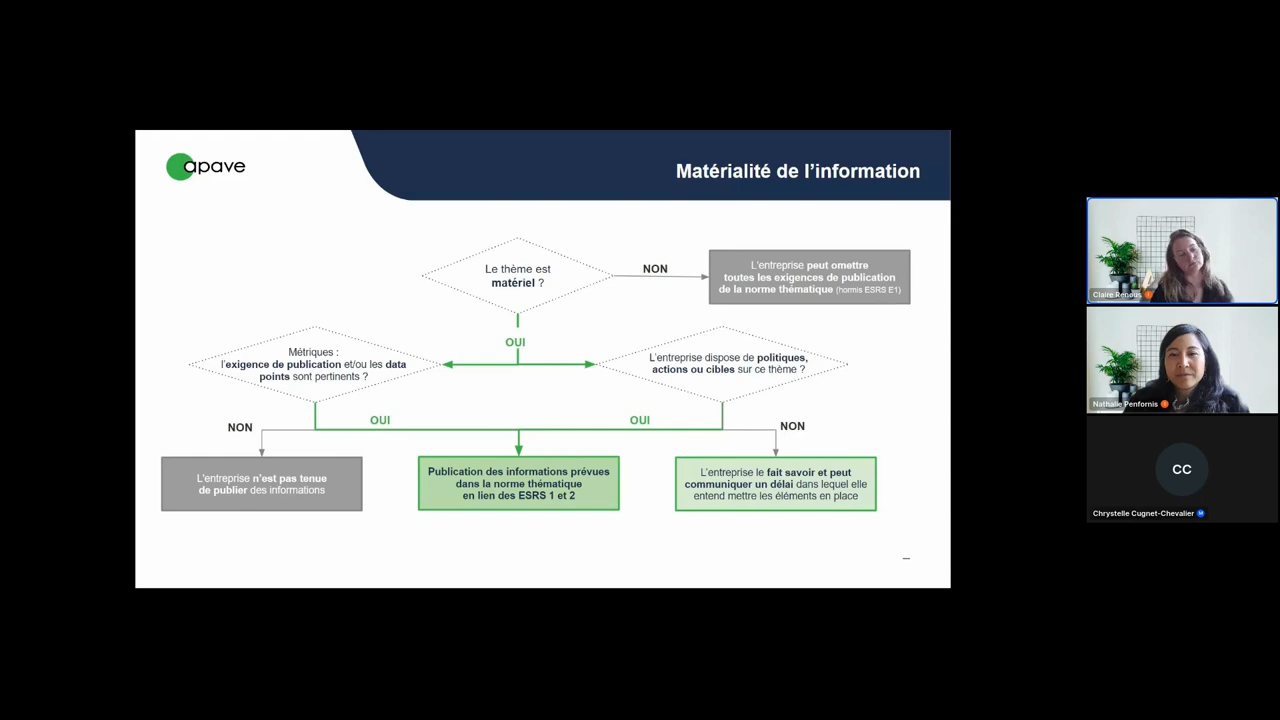 apave
Matérialité de l'information
Le thème est
matériel ?
NON
L'entreprise peut omettre
toutes les exigences de publication
de la norme thématique (hormis ESRS E1)
OUI
Métriques :
l'exigence de publication et/ou les data
points sont pertinents ?
L'entreprise dispose de politiques,
actions ou cibles sur ce thème ?
NON
OUI
OUI
NON
L'entreprise n'est pas tenue
de publier des informations
Publication des informations prévues
dans la norme thématique
en lien des ESRS 1 et 2
L'entreprise le fait savoir et peut
communiquer un délai dans lequel elle
entend mettre les éléments en place
Claire Renous
Nathalie Penfornis
CC
Chrystelle Cugnet-Chevalier